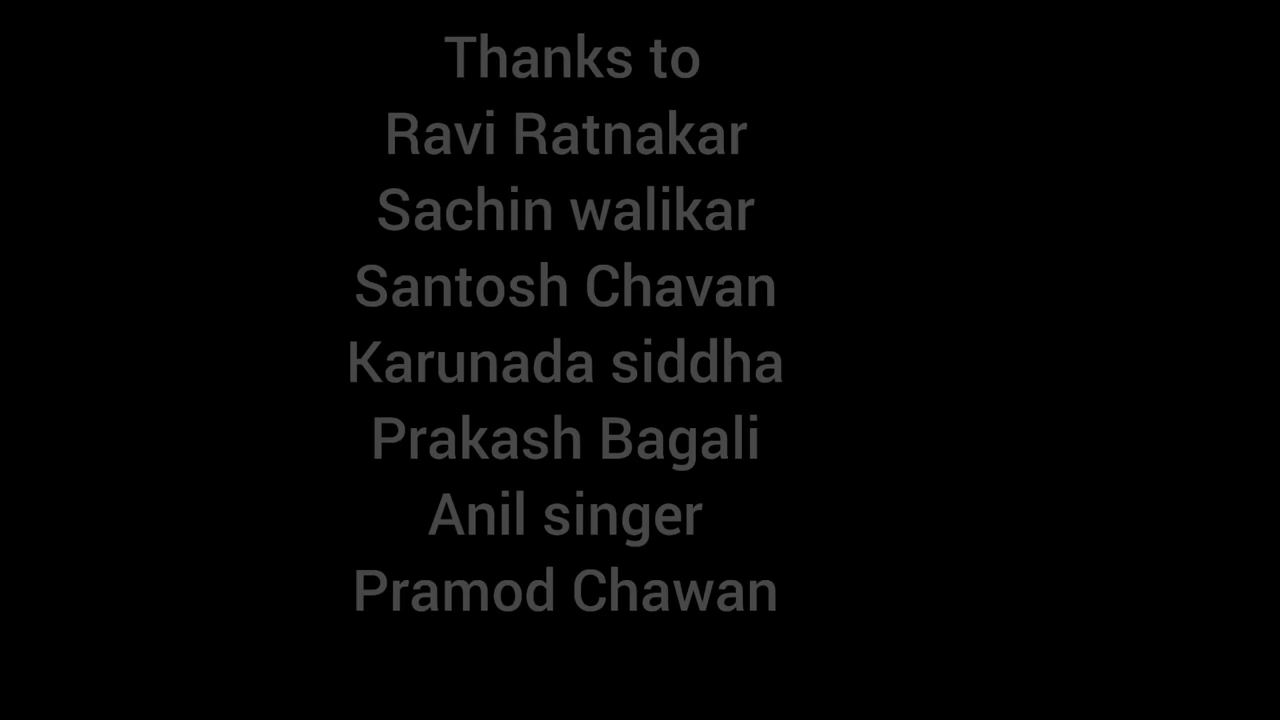 Thanks to
Ravi Ratnakar
Sachin walikar
Santosh Chavan
Karunada siddha
Prakash Bagali
Anil singer
Pramod Chawan